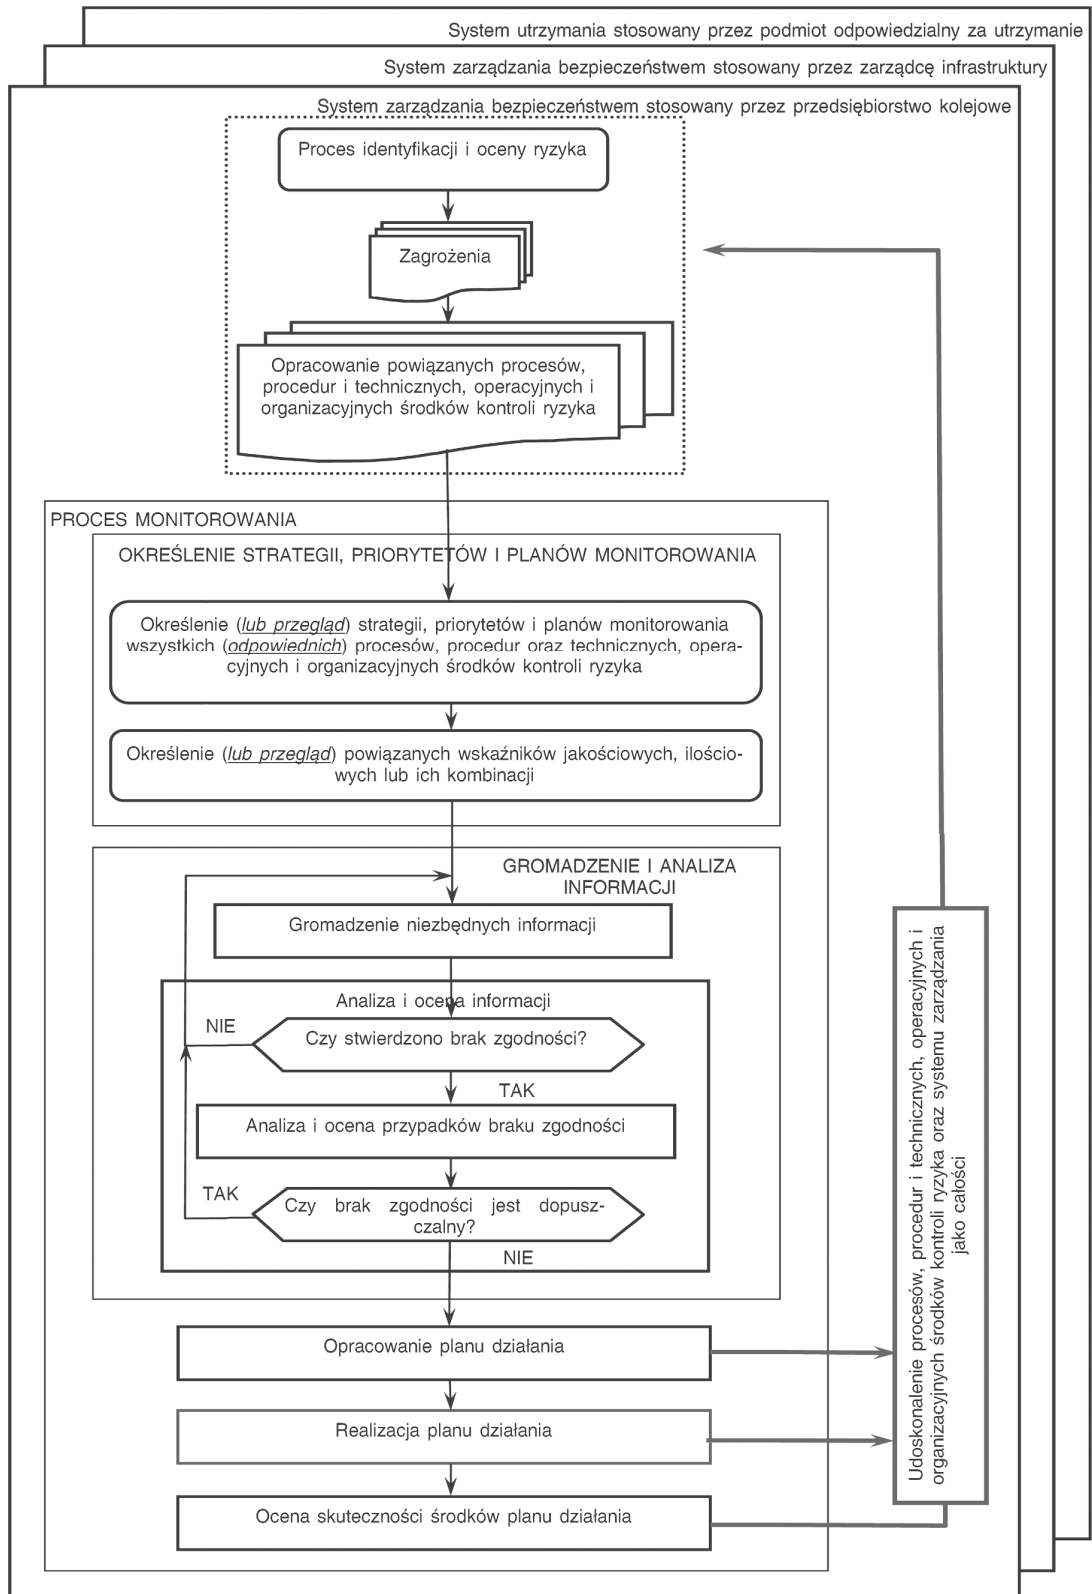 System utrzymania stosowany przez podmiot odpowiedzialny za utrzymanie
System zarządzania bezpieczeństwem stosowany przez zarządcę infrastruktury
System zarządzania bezpieczeństwem stosowany przez przedsiębiorstwo kolejowe
Proces identyfikacji i oceny ryzyka
Zagrożenia
Opracowanie powiązanych procesów,
procedur i technicznych, operacyjnych i
organizacyjnych środków kontroli ryzyka
PROCES MONITOROWANIA
OKREŚLENIE STRATEGII, PRIORYTETÓW I PLANÓW MONITOROWANIA
Określenie (lub przegląd) strategii, priorytetów i planów monitorowania
wszystkich (odpowiednich) procesów, procedur oraz technicznych, opera-
cyjnych i organizacyjnych środków kontroli ryzyka
Określenie (lub przegląd) powiązanych wskaźników jakościowych, ilościo-
wych lub ich kombinacji
GROMADZENIE I ANALIZA
INFORMACJI
Gromadzenie niezbędnych informacji
Analiza i ocena informacji
NIE
Czy stwierdzono brak zgodności?
TAK
Analiza i ocena przypadków braku zgodności
TAK
Czy brak zgodności jest dopusz-
czalny?
NIE
Opracowanie planu działania
Realizacja planu działania
Ocena skuteczności środków planu działania
Udoskonalenie procesów, procedur i technicznych, operacyjnych i
organizacyjnych środków kontroli ryzyka oraz systemu zarządzania
jako całości